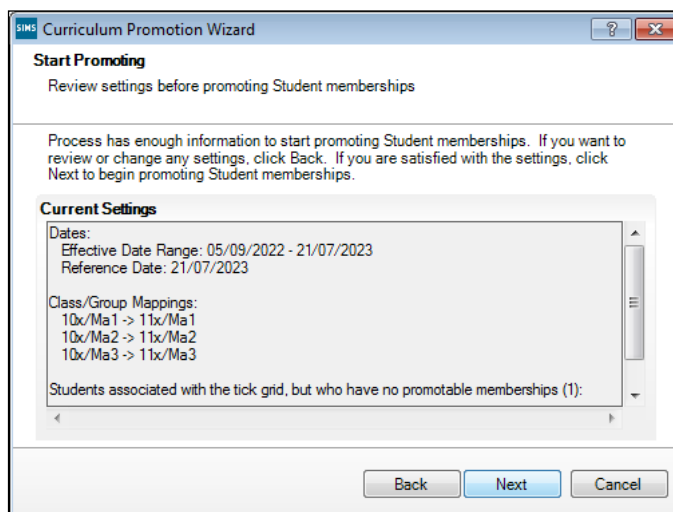 SIMS Curriculum Promotion Wizard
Start Promoting
Review settings before promoting Student memberships
Process has enough information to start promoting Student memberships. If you want to
review or change any settings, click Back. If you are satisfied with the settings, click
Next to begin promoting Student memberships.
Current Settings
Dates:
Effective Date Range: 05/09/2022 - 21/07/2023
Reference Date: 21/07/2023
Class/Group Mappings:
10x/Ma1 -> 11x/Ma1
10x/Ma2 -> 11x/Ma2
10x/Ma3 -> 11x/Ma3
Students associated with the tick grid, but who have no promotable memberships (1):
Back Next Cancel